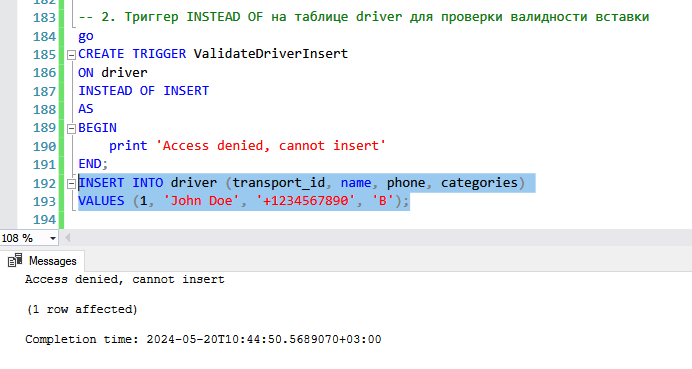 182
183 -- 2. Триггер INSTEAD OF на таблице driver для проверки валидности вставки
184 go
185 CREATE TRIGGER ValidateDriverInsert
186 ON driver
187 INSTEAD OF INSERT
188 AS
189 BEGIN
190 print 'Access denied, cannot insert'
191 END;
192 INSERT INTO driver (transport_id, name, phone, categories)
193 VALUES (1, 'John Doe', '+1234567890', 'B');
194
108 %
Messages
Access denied, cannot insert
(1 row affected)
Completion time: 2024-05-20T10:44:50.5689070+03:00